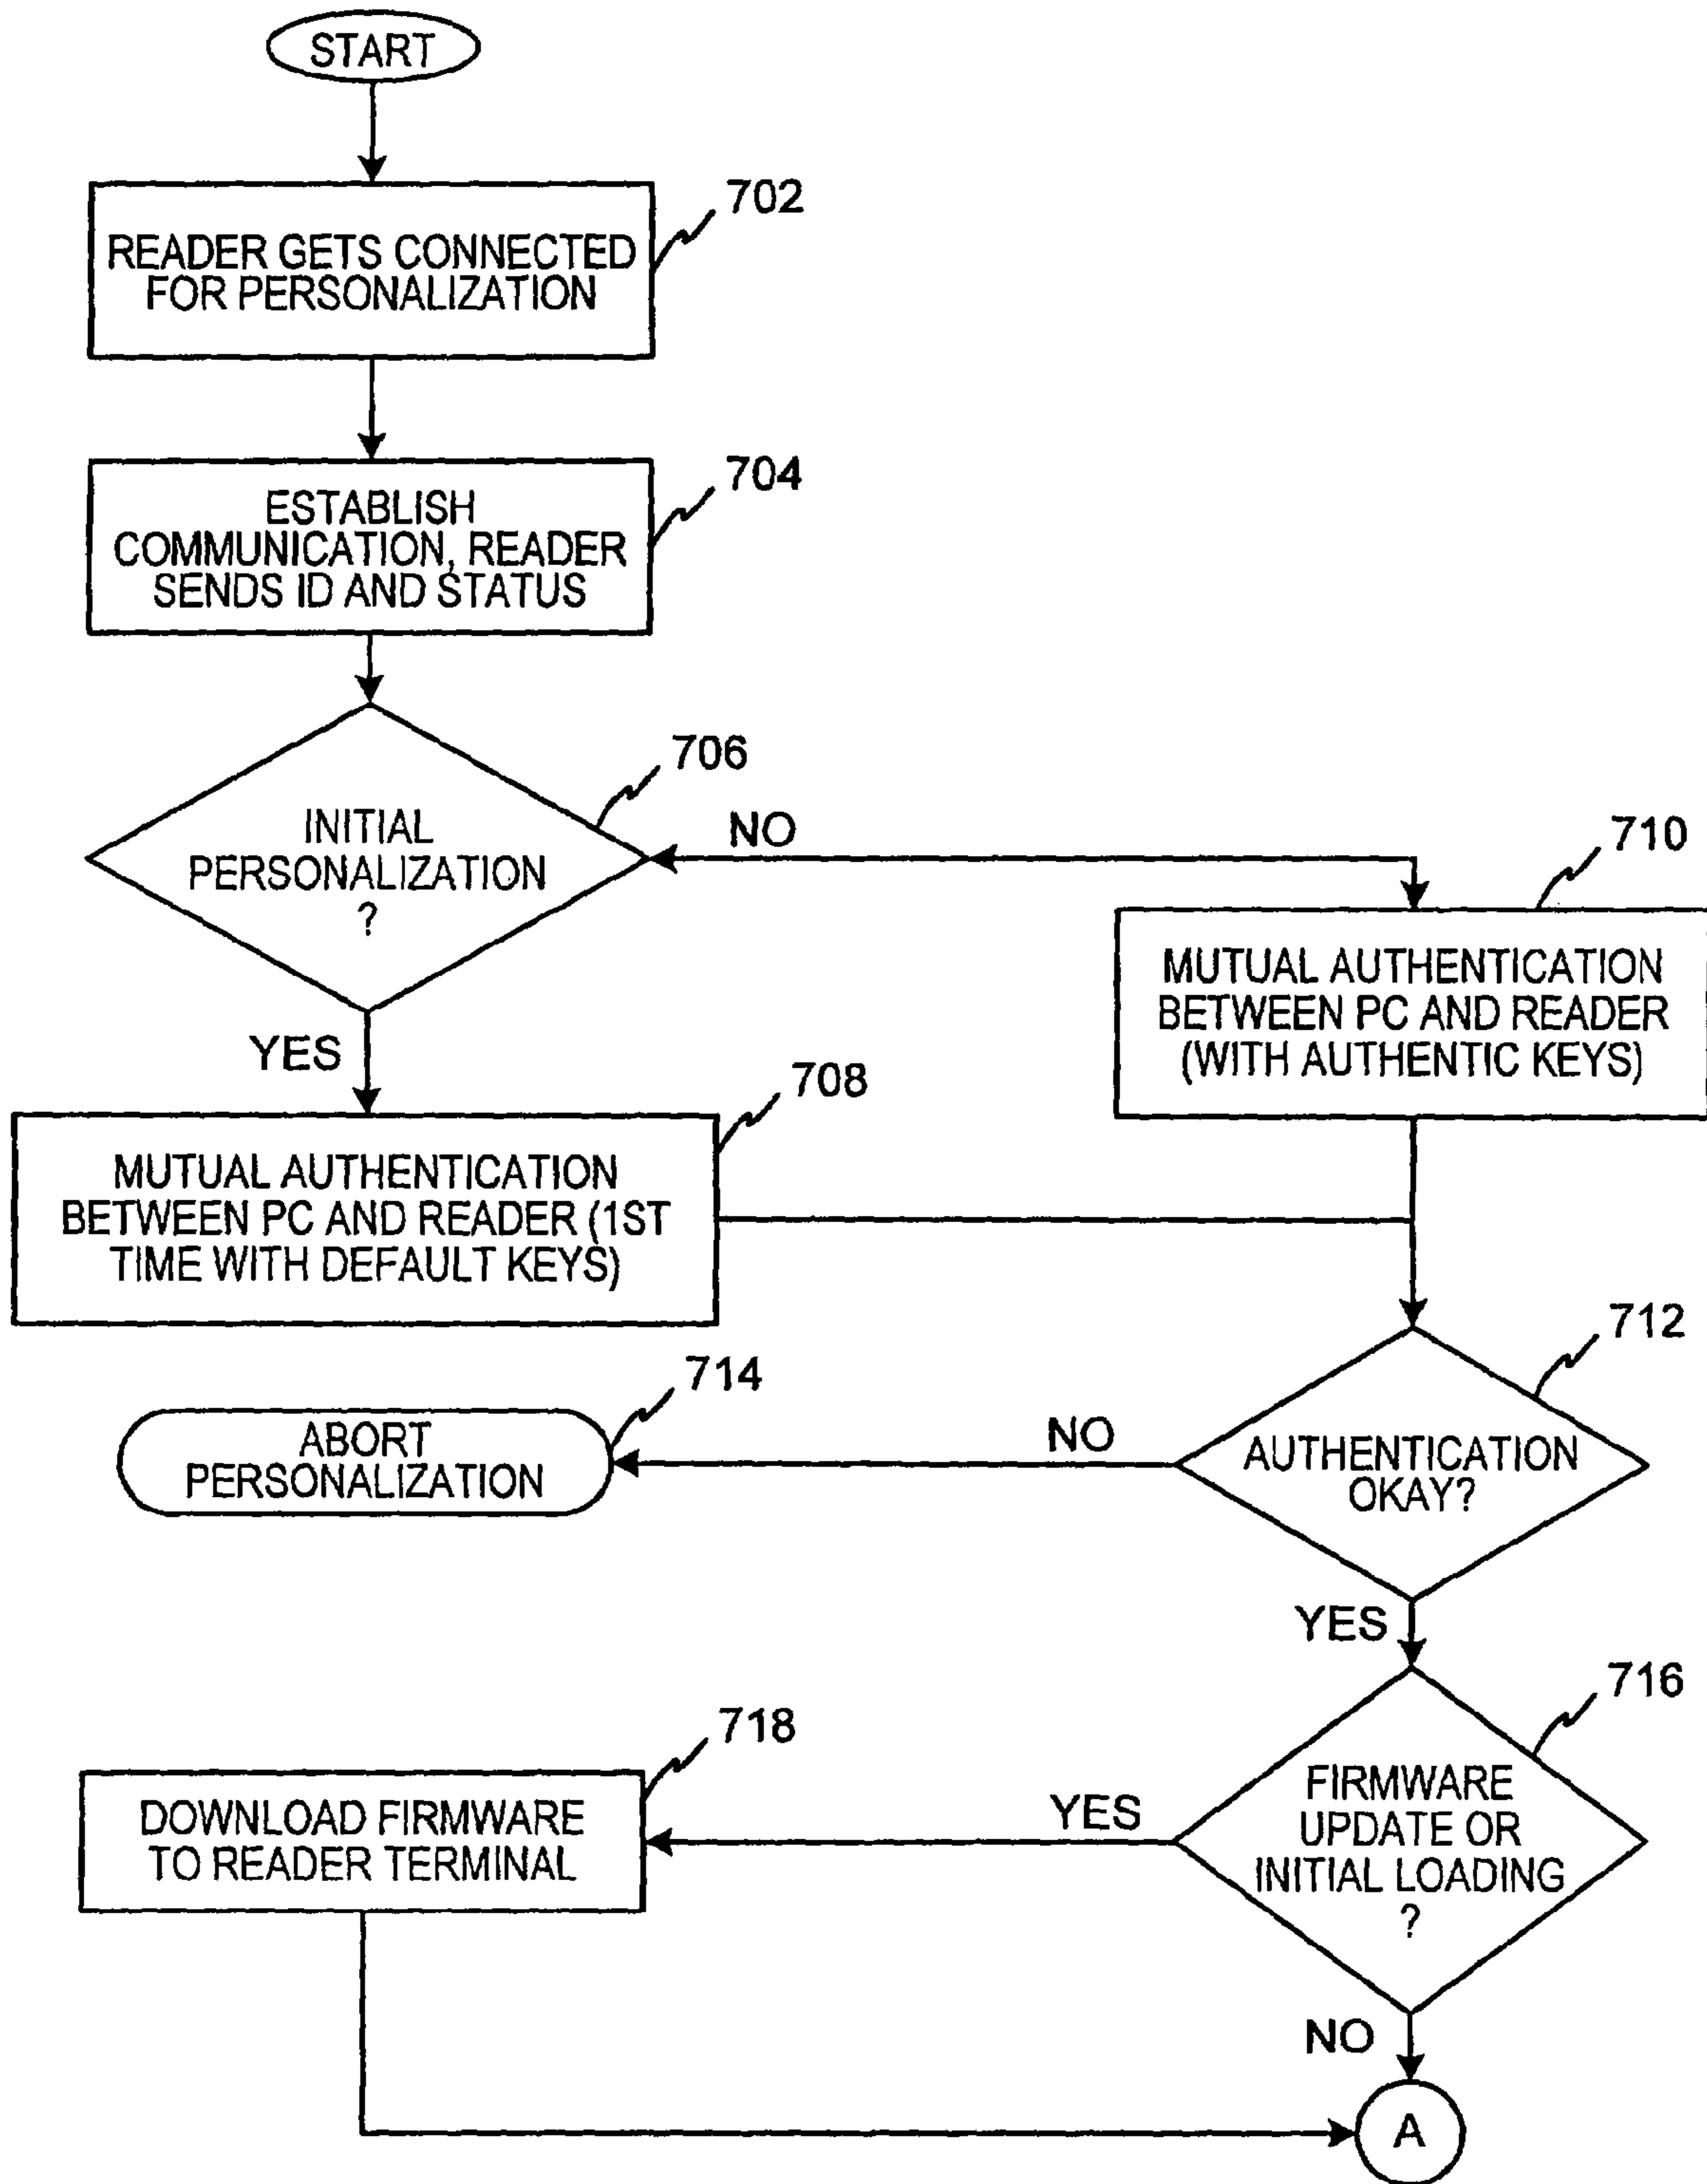 START
702
READER GETS CONNECTED
FOR PERSONALIZATION
704
ESTABLISH
COMMUNICATION, READER
SENDS ID AND STATUS
706
INITIAL
PERSONALIZATION
?
NO
710
MUTUAL AUTHENTICATION
BETWEEN PC AND READER
(WITH AUTHENTIC KEYS)
YES
708
MUTUAL AUTHENTICATION
BETWEEN PC AND READER (1ST
TIME WITH DEFAULT KEYS)
712
AUTHENTICATION
OKAY?
NO
714
ABORT
PERSONALIZATION
YES
716
FIRMWARE
UPDATE OR
INITIAL LOADING
?
YES
718
DOWNLOAD FIRMWARE
TO READER TERMINAL
NO
A